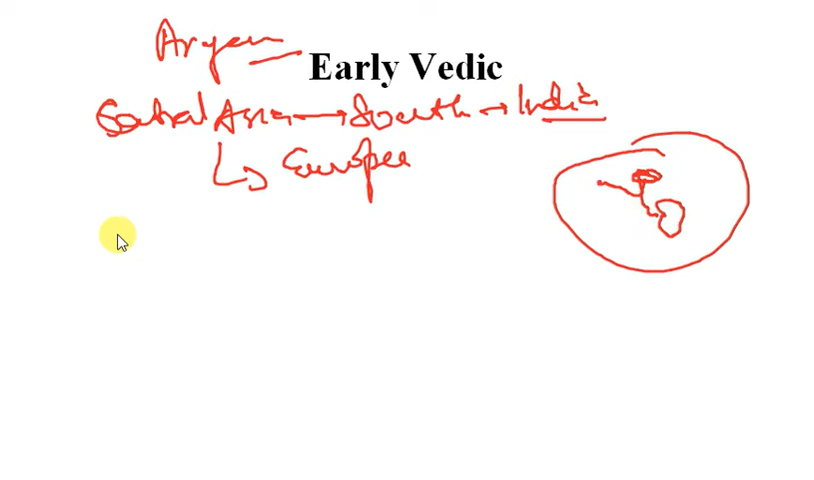 Aryan
Early Vedic
Central Asia → South → India
↳ Europe